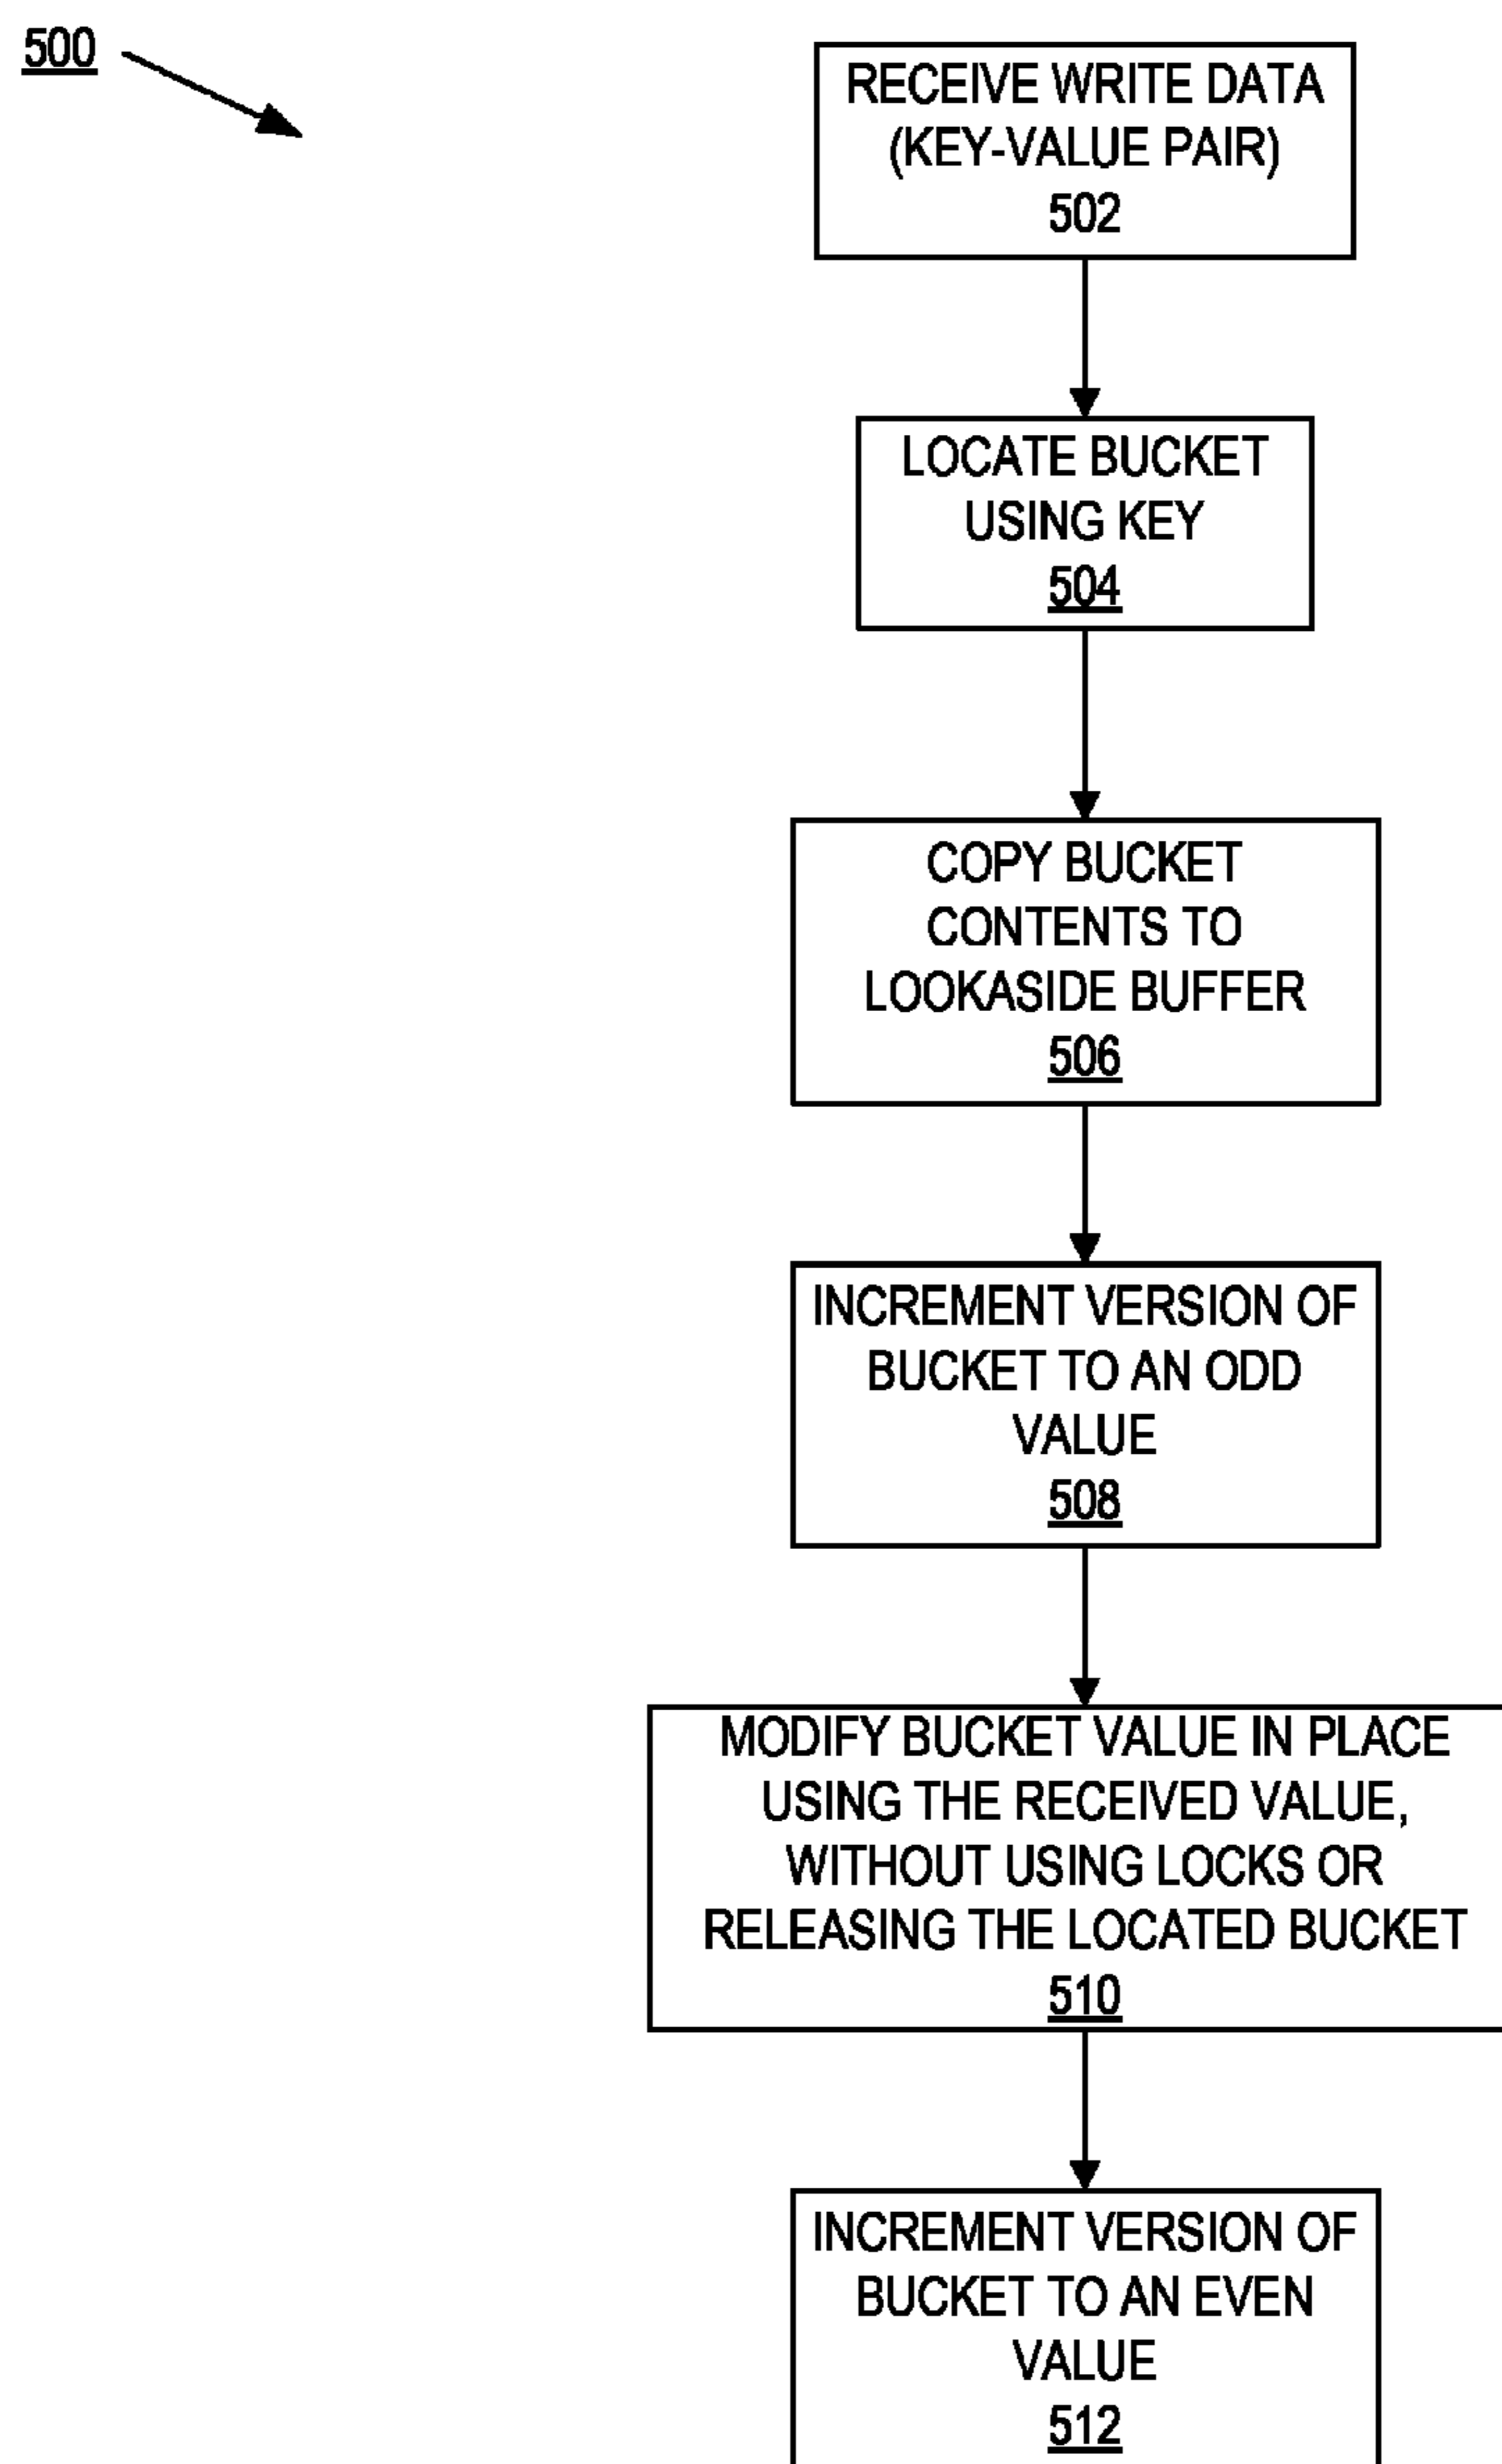 500
RECEIVE WRITE DATA
(KEY-VALUE PAIR)
502
LOCATE BUCKET
USING KEY
504
COPY BUCKET
CONTENTS TO
LOOKASIDE BUFFER
506
INCREMENT VERSION OF
BUCKET TO AN ODD
VALUE
508
MODIFY BUCKET VALUE IN PLACE
USING THE RECEIVED VALUE,
WITHOUT USING LOCKS OR
RELEASING THE LOCATED BUCKET
510
INCREMENT VERSION OF
BUCKET TO AN EVEN
VALUE
512